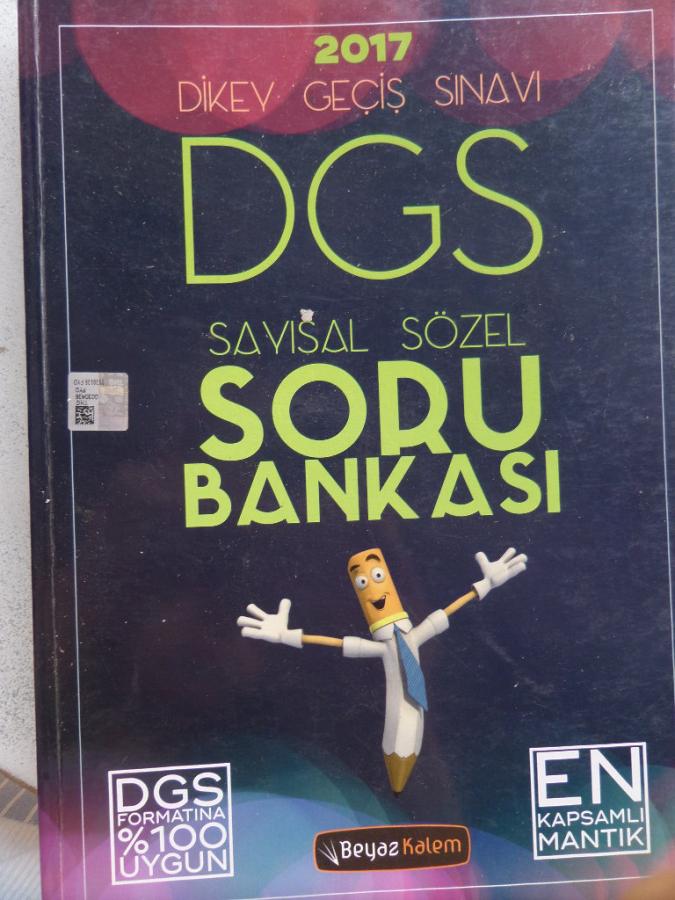 2017
DİKEY GEÇİŞ SINAVI
DGS
SAYISAL SÖZEL
SORU
BANKASI
DGS
FORMATINA
%100
UYGUN
EN
KAPSAMLI
MANTIK
Beyaz Kalem